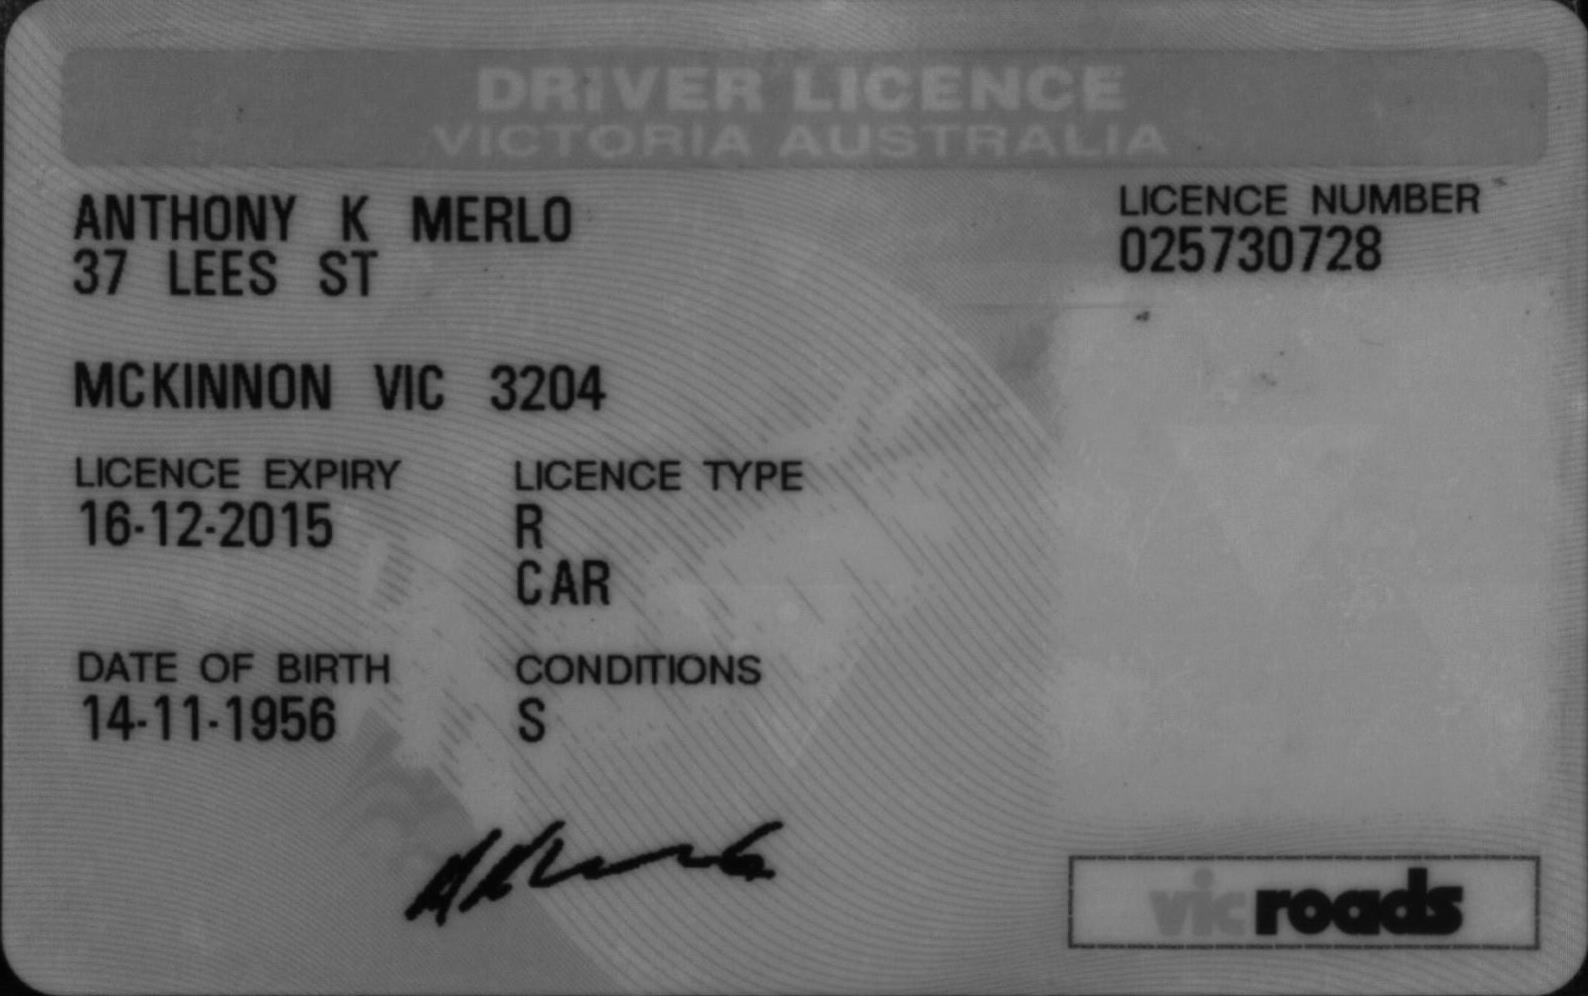 DRIVER LICENCE
VICTORIA AUSTRALIA
ANTHONY K MERLO
37 LEES ST
MCKINNON VIC 3204
LICENCE NUMBER
025730728
LICENCE EXPIRY
16-12-2015
LICENCE TYPE
R
CAR
DATE OF BIRTH
14-11-1956
CONDITIONS
S
vicroads